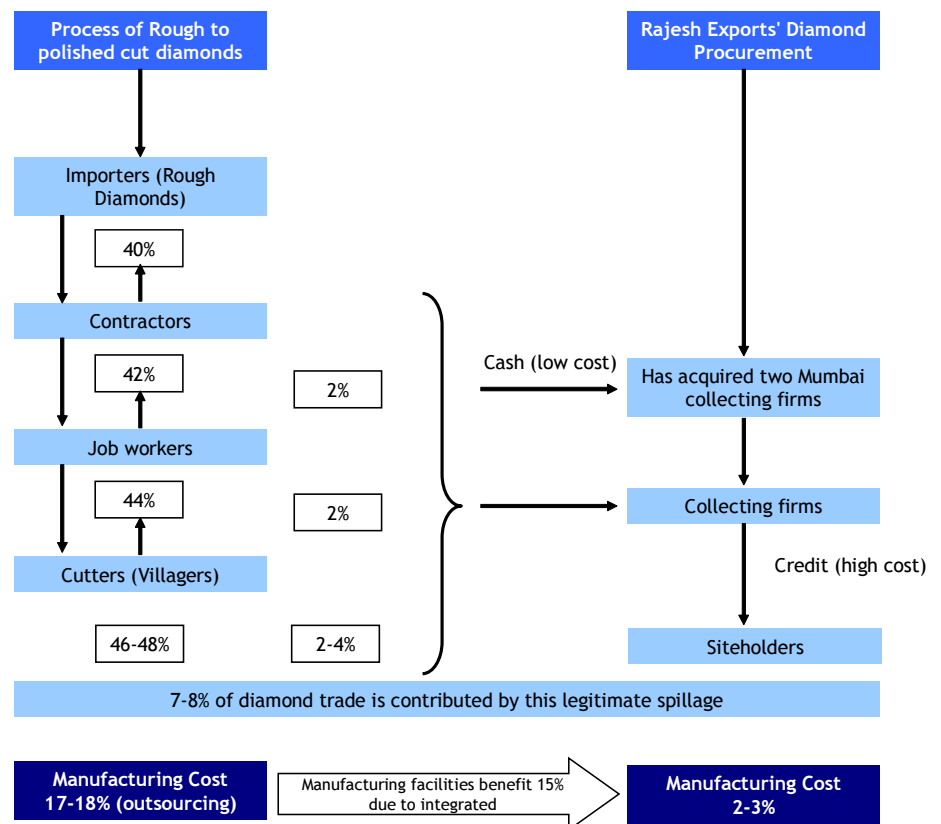 Process of Rough to
polished cut diamonds
Rajesh Exports' Diamond
Procurement
Importers (Rough
Diamonds)
40%
Contractors
42%
2%
Cash (low cost)
Has acquired two Mumbai
collecting firms
Job workers
44%
2%
Collecting firms
Cutters (Villagers)
Credit (high cost)
46-48%
2-4%
Siteholders
7-8% of diamond trade is contributed by this legitimate spillage
Manufacturing Cost
17-18% (outsourcing)
Manufacturing facilities benefit 15%
due to integrated
Manufacturing Cost
2-3%